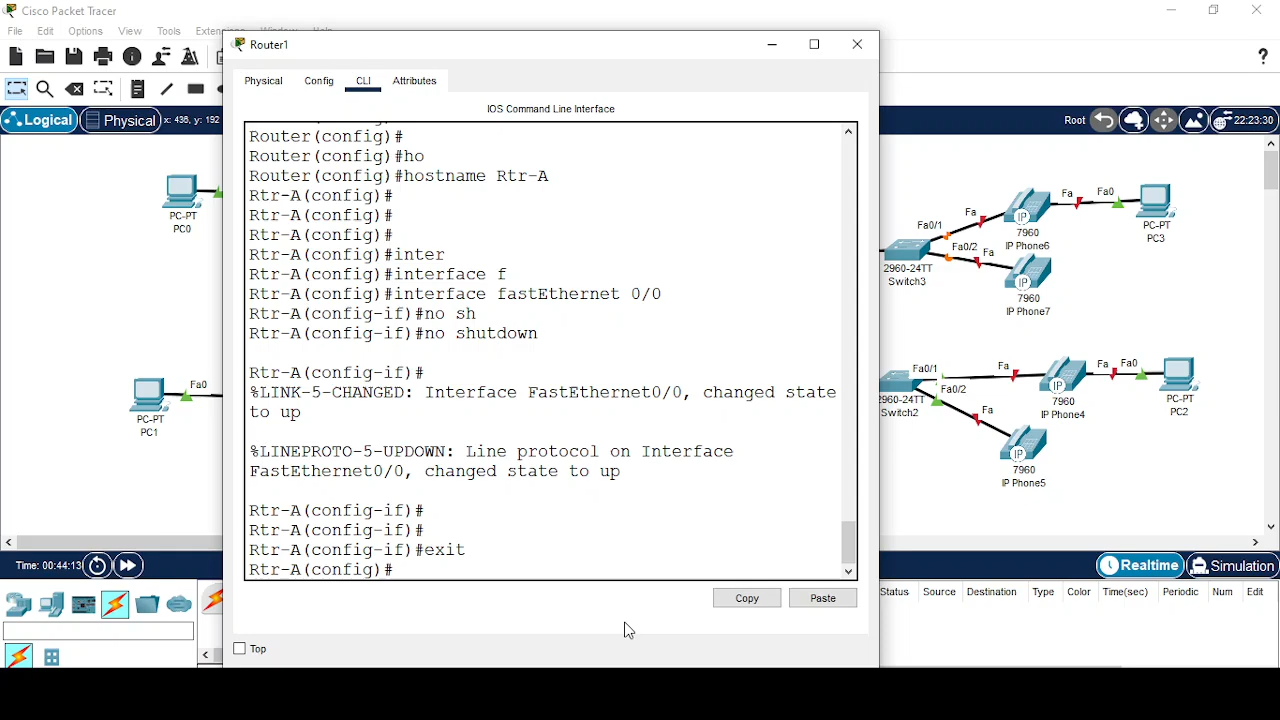 Cisco Packet Tracer
File Edit Options View Tools
Router1
Physical Config CLI Attributes
IOS Command Line Interface
Logical Physical x: 436, y: 192
Root 22:23:30
Router(config)#
Router(config)#ho
Router(config)#hostname Rtr-A
Rtr-A(config)#
Rtr-A(config)#
Rtr-A(config)#
Rtr-A(config)#inter
Rtr-A(config)#interface f
Rtr-A(config)#interface fastEthernet 0/0
Rtr-A(config-if)#no sh
Rtr-A(config-if)#no shutdown
Rtr-A(config-if)#
%LINK-5-CHANGED: Interface FastEthernet0/0, changed state
to up
%LINEPROTO-5-UPDOWN: Line protocol on Interface
FastEthernet0/0, changed state to up
Rtr-A(config-if)#
Rtr-A(config-if)#
Rtr-A(config-if)#exit
Rtr-A(config)#
Copy Paste
Top
PC-PT
PC0
Fa0
PC-PT
PC1
Fa Fa0
Fa
Fa0/1
IP
7960
IP Phone6
PC-PT
PC3
Fa0/2 Fa
2960-24TT
Switch3
IP
7960
IP Phone7
Fa0/1 Fa Fa Fa0
Fa0/2
2960-24TT
Switch2
IP
7960
IP Phone4
PC-PT
PC2
Fa
IP
7960
IP Phone5
Time: 00:44:13
Realtime Simulation
Status Source Destination Type Color Time(sec) Periodic Num Edit